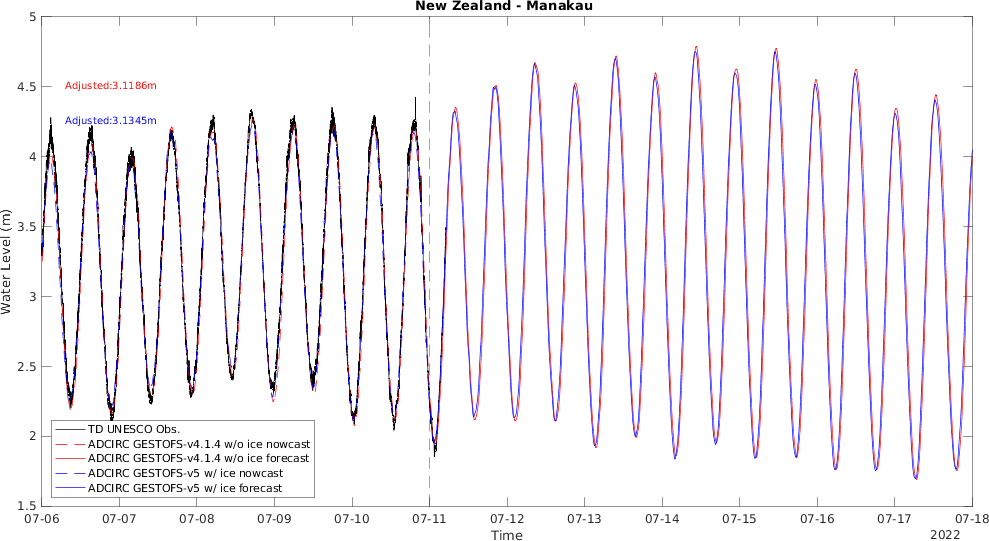 New Zealand - Manakau
5
4.5
4
3.5
3
2.5
2
1.5
Water Level (m)
Adjusted:3.1186m
Adjusted:3.1345m
TD UNESCO Obs.
ADCIRC GESTOFS-v4.1.4 w/o ice nowcast
ADCIRC GESTOFS-v4.1.4 w/o ice forecast
ADCIRC GESTOFS-v5 w/ ice nowcast
ADCIRC GESTOFS-v5 w/ ice forecast
07-06 07-07 07-08 07-09 07-10 07-11 07-12 07-13 07-14 07-15 07-16 07-17 07-18
Time
2022